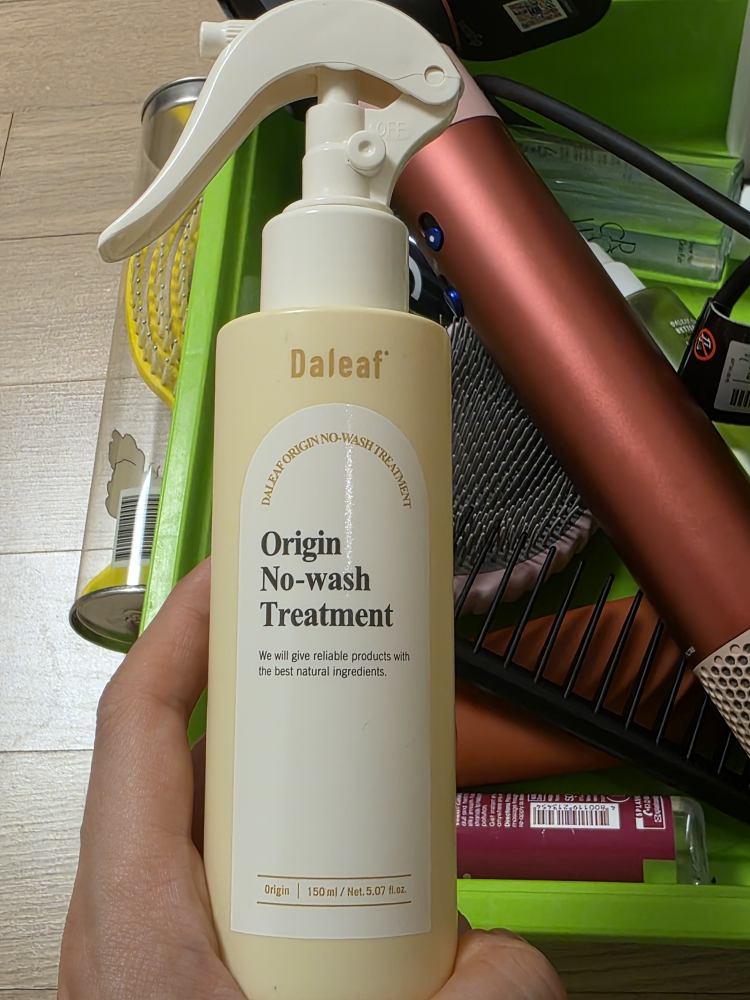 OFF
Daleaf
DALEAF ORIGIN NO-WASH TREATMENT
Origin
No-wash
Treatment
We will give reliable products with
the best natural ingredients.
Origin | 150 ml / Net. 5.07 fl.oz.